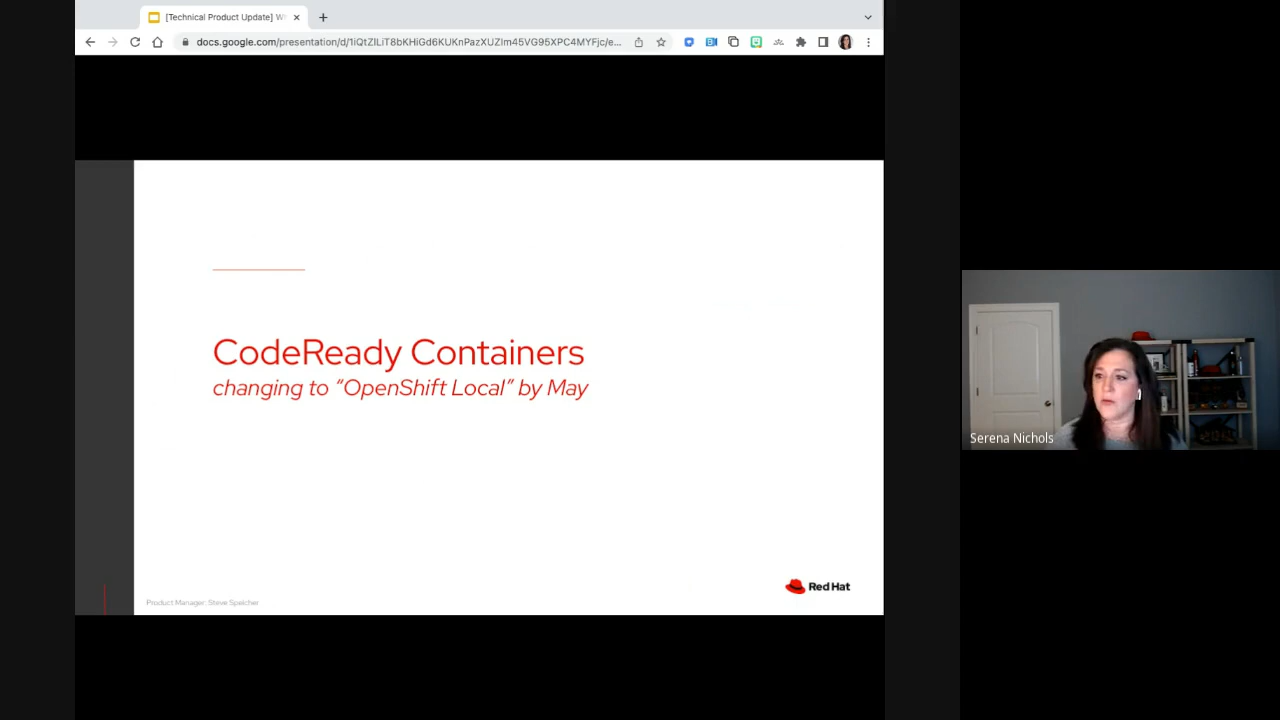 [Technical Product Update] W
docs.google.com/presentation/d/1iQtZILiT8bKHiGd6KUKnPazXUZIm45VG95XPC4MYFjc/e...
CodeReady Containers
changing to “OpenShift Local” by May
Serena Nichols
Red Hat
Product Manager: Steve Speicher